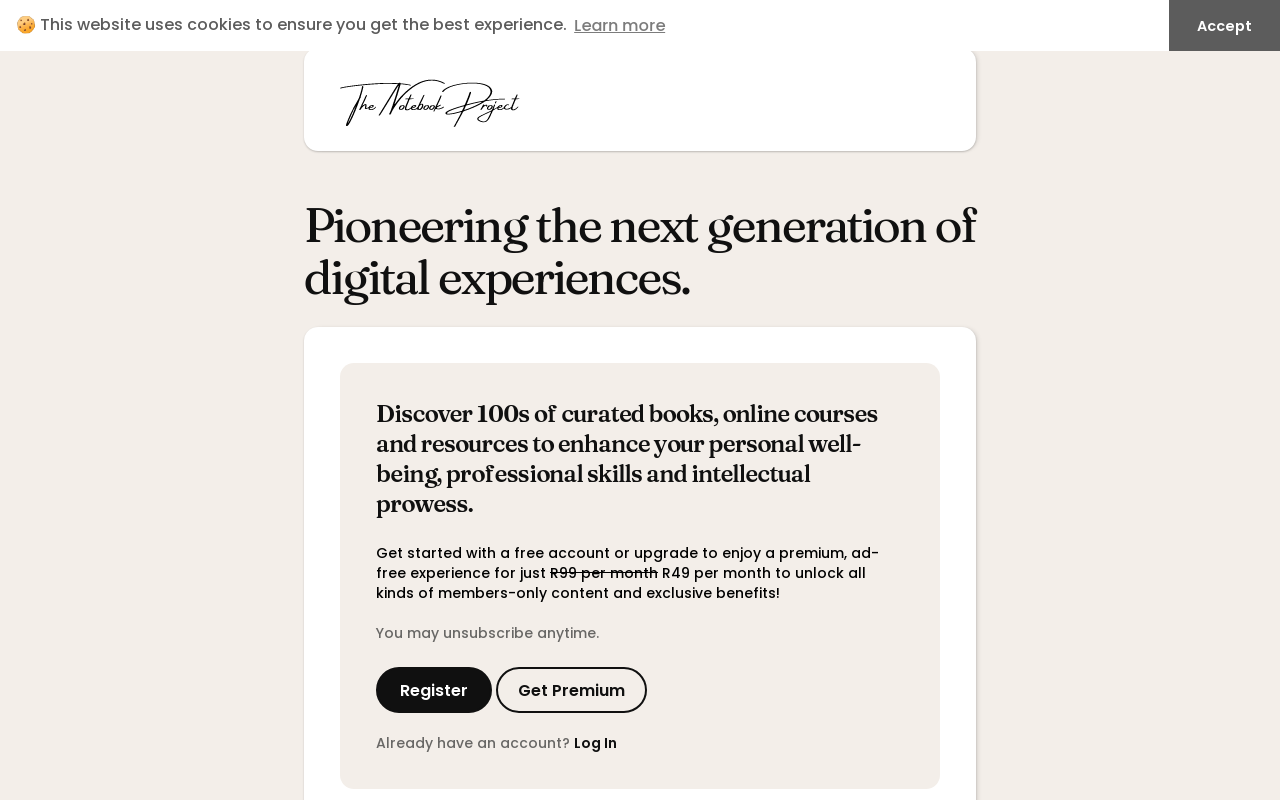 🍪 This website uses cookies to ensure you get the best experience. Learn more
Accept
The Notebook Project
Pioneering the next generation of
digital experiences.
Discover 100s of curated books, online courses
and resources to enhance your personal well-
being, professional skills and intellectual
prowess.
Get started with a free account or upgrade to enjoy a premium, ad-
free experience for just R99 per month R49 per month to unlock all
kinds of members-only content and exclusive benefits!
You may unsubscribe anytime.
Register
Get Premium
Already have an account? Log In